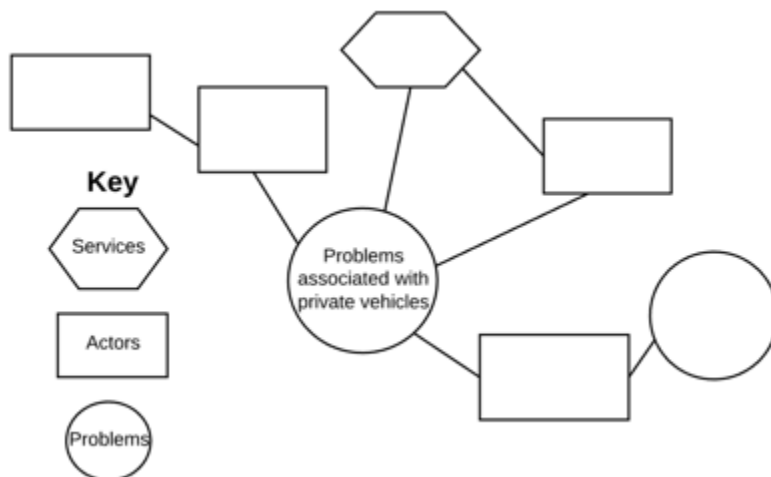 Key
Services
Actors
Problems
Problems
associated with
private vehicles